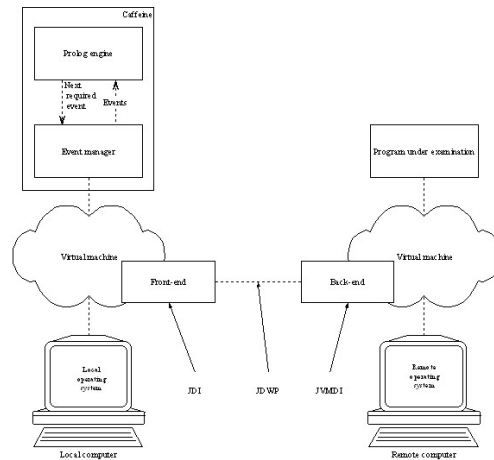 Caffeine
Prolog engine
Next
required
event
Events
Event manager
Program under examination
Virtual machine
Virtual machine
Front-end
Back-end
Local
operating
system
JDI
JDWP
JVMDI
Remote
operating
system
Local computer
Remote computer